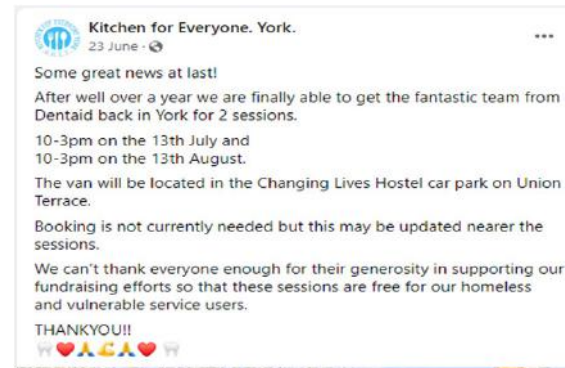 Kitchen for Everyone. York.
23 June ·
Some great news at last!
After well over a year we are finally able to get the fantastic team from
Dentaid back in York for 2 sessions.
10-3pm on the 13th July and
10-3pm on the 13th August.
The van will be located in the Changing Lives Hostel car park on Union
Terrace.
Booking is not currently needed but this may be updated nearer the
sessions.
We can't thank everyone enough for their generosity in supporting our
fundraising efforts so that these sessions are free for our homeless
and vulnerable service users.
THANKYOU!!
🦷❤️🙏💪🙏❤️🦷